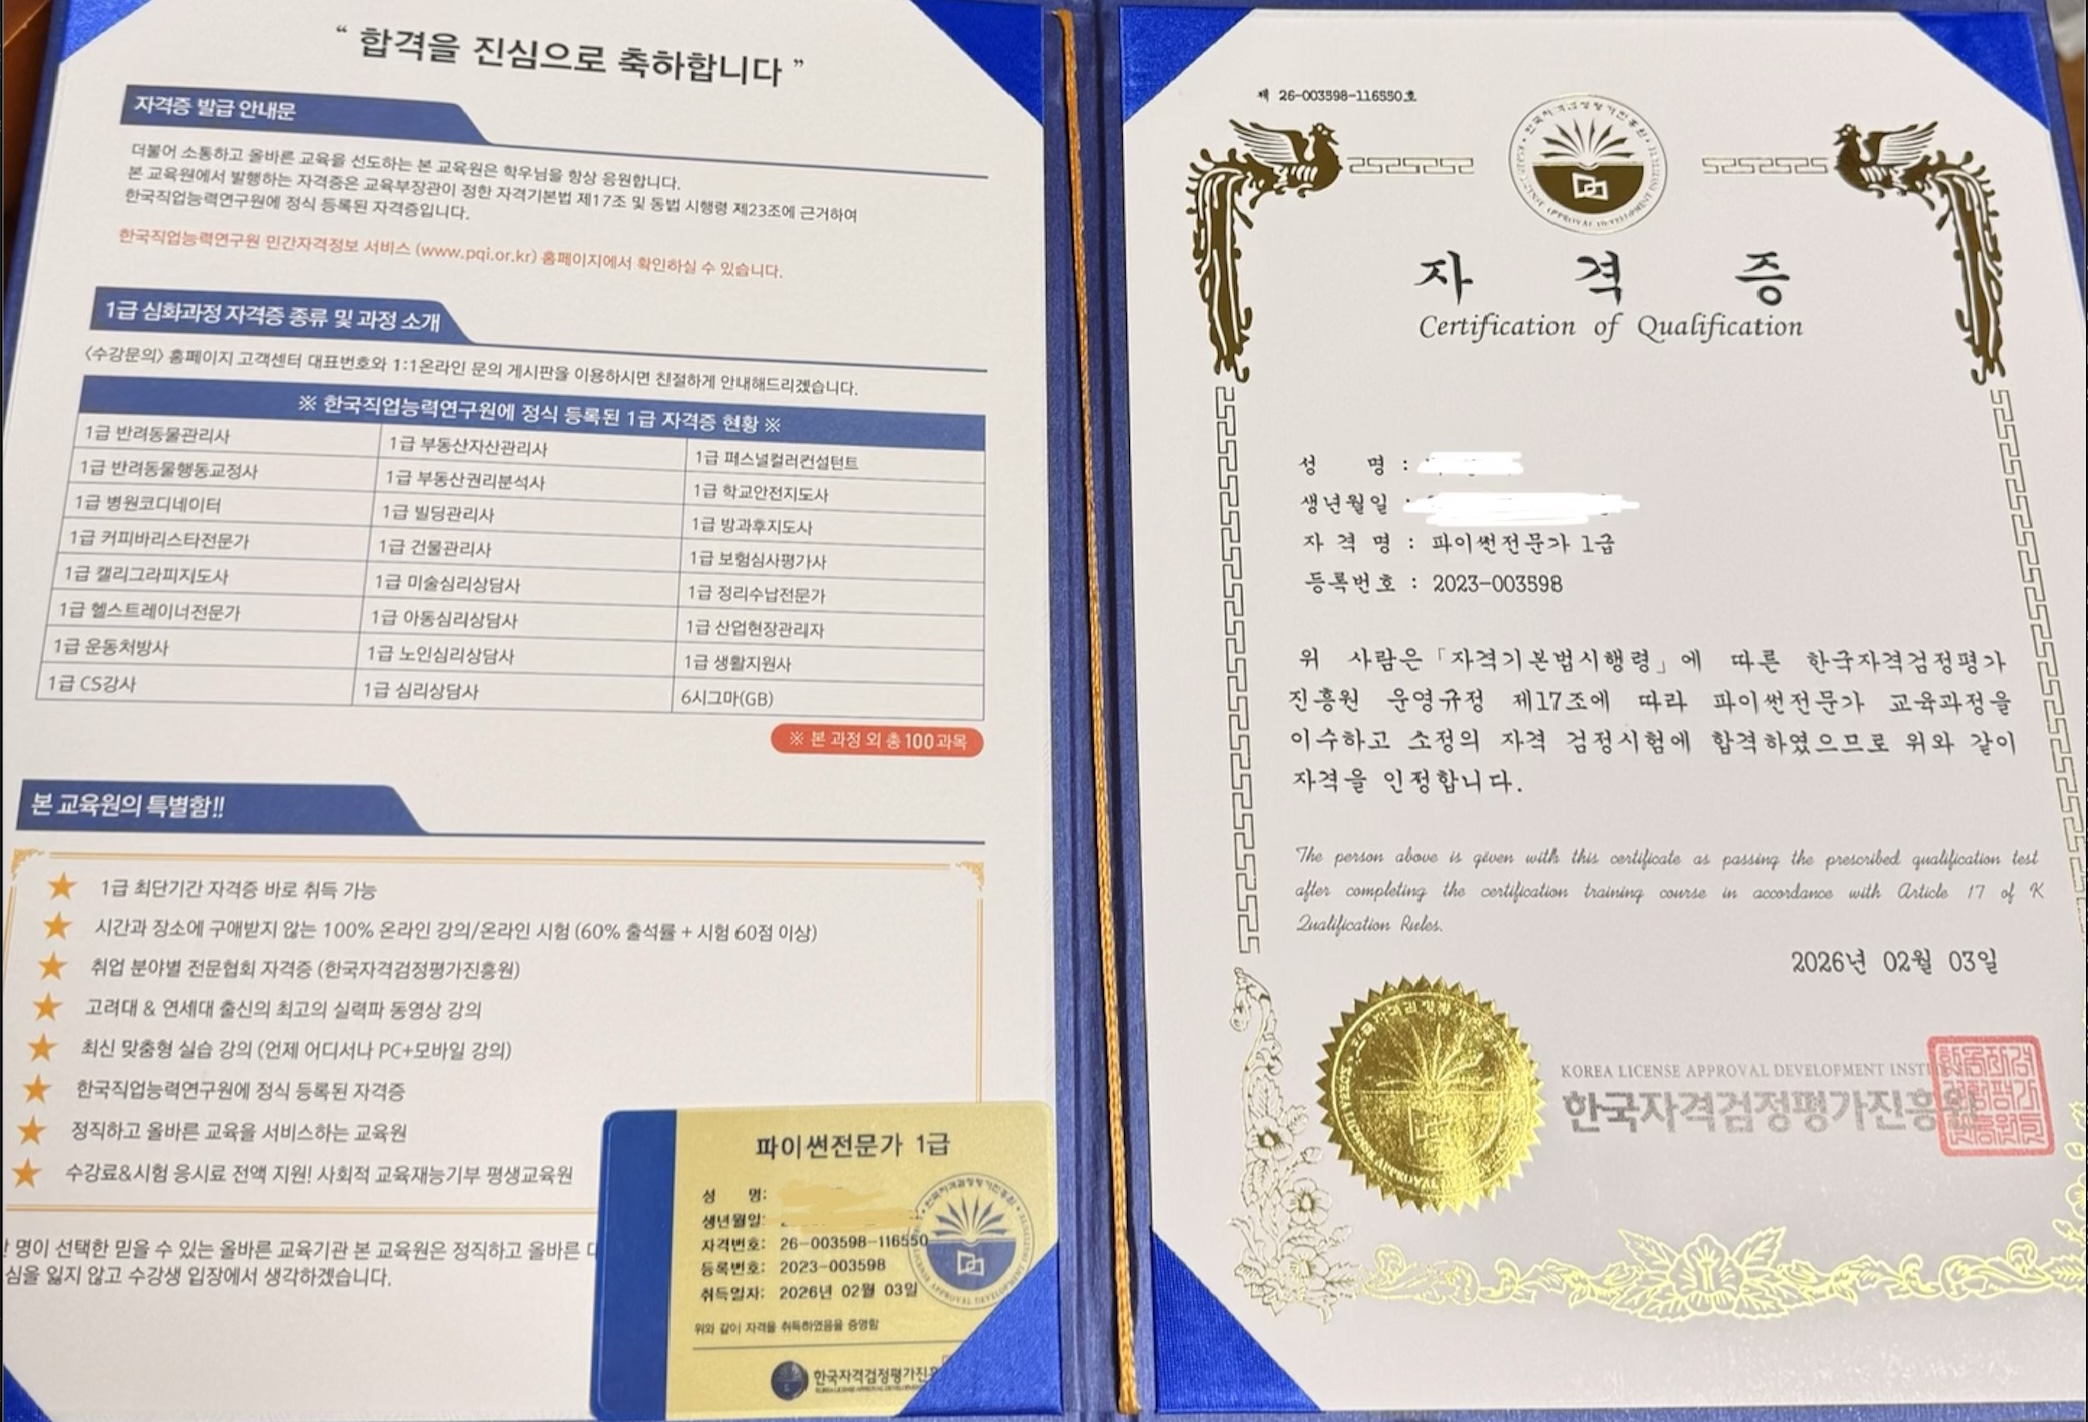 “ 합격을 진심으로 축하합니다 ”
자격증 발급 안내문
더불어 소통하고 올바른 교육을 선도하는 본 교육원은 학우님을 항상 응원합니다.
본 교육원에서 발행하는 자격증은 교육부장관이 정한 자격기본법 제17조 및 동법 시행령 제23조에 근거하여
한국직업능력연구원에 정식 등록된 자격증입니다.
한국직업능력연구원 민간자격정보 서비스 (www.pqi.or.kr) 홈페이지에서 확인하실 수 있습니다.
1급 심화과정 자격증 종류 및 과정 소개
<수강문의> 홈페이지 고객센터 대표번호와 1:1온라인 문의 게시판을 이용하시면 친절하게 안내해드리겠습니다.
※ 한국직업능력연구원에 정식 등록된 1급 자격증 현황 ※
1급 반려동물관리사 1급 부동산자산관리사 1급 페스널컬러컨설턴트
1급 반려동물행동교정사 1급 부동산권리분석사 1급 학교안전지도사
1급 병원코디네이터 1급 빌딩관리사 1급 방과후지도사
1급 커피바리스타전문가 1급 건물관리사 1급 보험심사평가사
1급 캘리그라피지도사 1급 미술심리상담사 1급 정리수납전문가
1급 헬스트레이너전문가 1급 아동심리상담사 1급 산업현장관리자
1급 운동처방사 1급 노인심리상담사 1급 생활지원사
1급 CS강사 1급 심리상담사 6시그마(GB)
※ 본 과정 외 총 100과목
본 교육원의 특별함!!
★ 1급 최단기간 자격증 바로 취득 가능
★ 시간과 장소에 구애받지 않는 100% 온라인 강의/온라인 시험 (60% 출석률 + 시험 60점 이상)
★ 취업 분야별 전문협회 자격증 (한국자격검정평가진흥원)
★ 고려대 & 연세대 출신의 최고의 실력파 동영상 강의
★ 최신 맞춤형 실습 강의 (언제 어디서나 PC+모바일 강의)
★ 한국직업능력연구원에 정식 등록된 자격증
★ 정직하고 올바른 교육을 서비스하는 교육원
★ 수강료&시험 응시료 전액 지원! 사회적 교육재능기부 평생교육원
명이 선택한 믿을 수 있는 올바른 교육기관 본 교육원은 정직하고 올바른
심을 잃지 않고 수강생 입장에서 생각하겠습니다.
파이썬전문가 1급
성 명:
생년월일:
자격번호: 26-003598-116550
등록번호: 2023-003598
취득일자: 2026년 02월 03일
위와 같이 자격을 취득하였음을 증명함
한국자격검정평가진흥
제 26-003598-116550호
자격증
Certification of Qualification
성 명 :
생년월일 :
자 격 명 : 파이썬전문가 1급
등록번호 : 2023-003598
위 사람은「자격기본법시행령」에 따른 한국자격검정평가
진흥원 운영규정 제17조에 따라 파이썬전문가 교육과정을
이수하고 소정의 자격 검정시험에 합격하였으므로 위와 같이
자격을 인정합니다.
The person above is given with this certificate as passing the prescribed qualification test
after completing the certification training course in accordance with Article 17 of K
Qualification Rules.
2026년 02월 03일
KOREA LICENSE APPROVAL DEVELOPMENT
한국자격검정평가진흥원